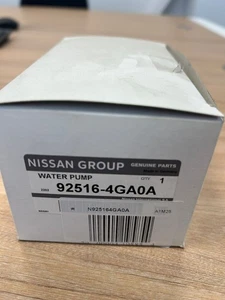 NISSAN GROUP GENUINE PARTS
WATER PUMP QTY: 1
92516-4GA0A
N925164GA0A